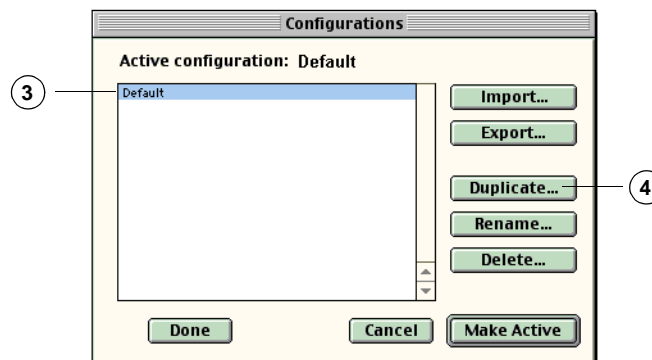 Configurations
Active configuration: Default
3
Default
Import...
Export...
Duplicate...
4
Rename...
Delete...
Done
Cancel
Make Active